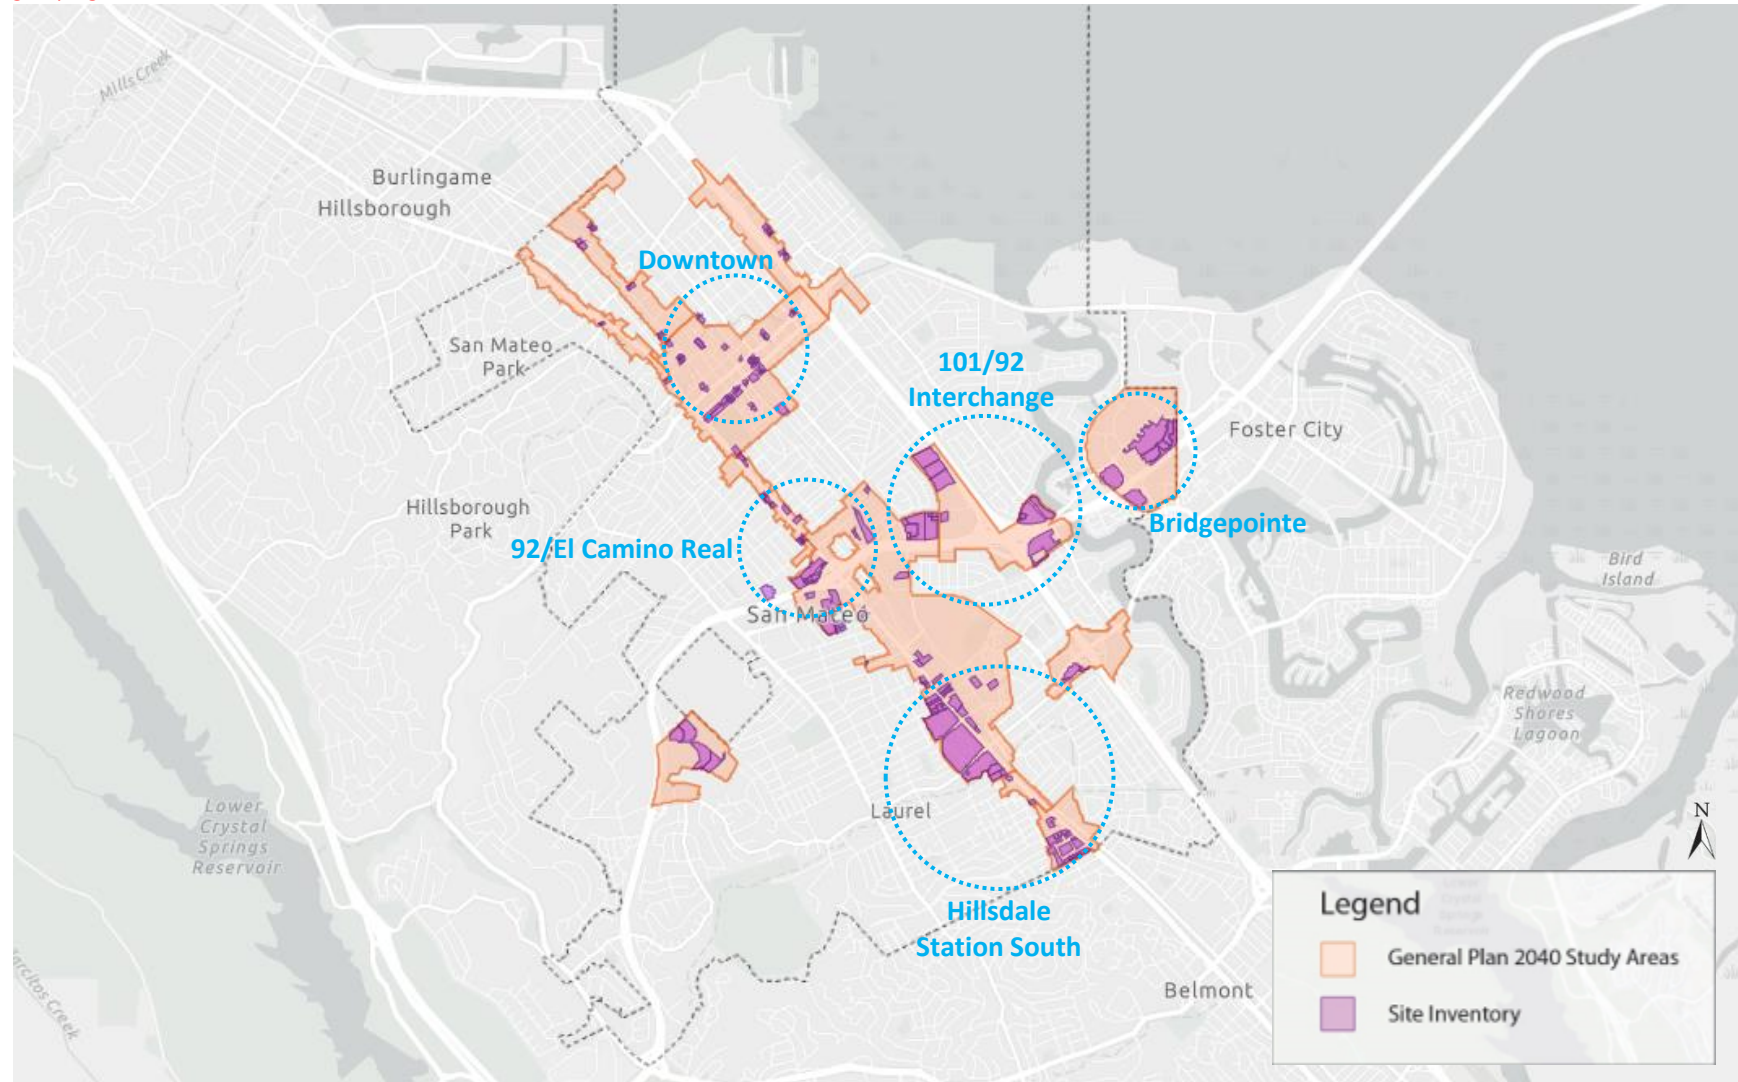 Mills Creek
Burlingame
Hillsborough
Downtown
San Mateo
Park
101/92
Interchange
Foster City
Hillsborough
Park
92/El Camino Real
Bridgepointe
Bird
Island
San Mateo
Redwood
Shores
Lagoon
Lower
Crystal
Springs
Reservoir
Laurel
N
Hillsdale
Station South
Belmont
Legend
General Plan 2040 Study Areas
Site Inventory